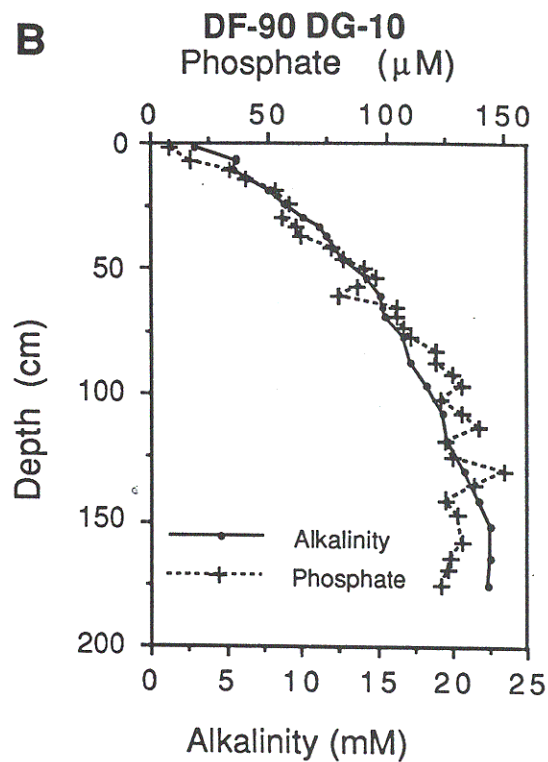 B
DF-90 DG-10
Phosphate (μM)
0 50 100 150
0
50
100
150
200
Depth (cm)
Alkalinity
Phosphate
0 5 10 15 20 25
Alkalinity (mM)